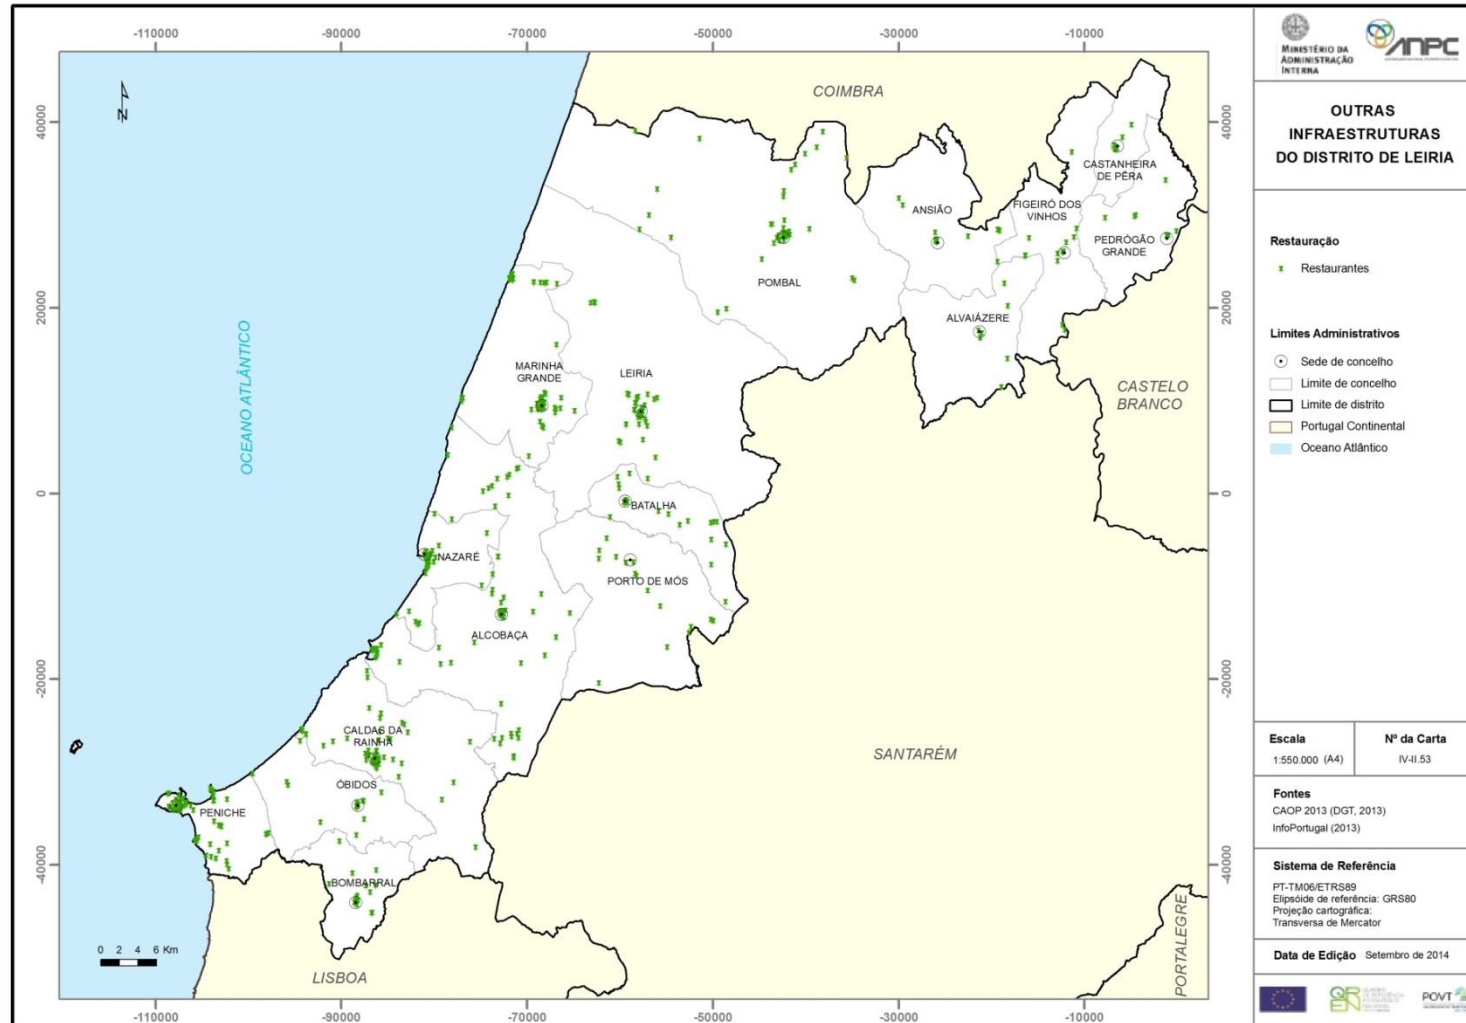 -110000
-90000
-70000
-50000
-30000
-10000
40000
20000
0
-20000
-40000
40000
20000
0
-20000
-40000
-110000
-90000
-70000
-50000
-30000
-10000
N
OCEANO ATLÂNTICO
COIMBRA
CASTELO
BRANCO
SANTARÉM
PORTALEGRE
LISBOA
CASTANHEIRA
DE PÊRA
ANSIÃO
FIGEIRÓ DOS
VINHOS
PEDRÓGÃO
GRANDE
POMBAL
ALVAIÁZERE
MARINHA
GRANDE
LEIRIA
BATALHA
NAZARÉ
PORTO DE MÓS
ALCOBAÇA
CALDAS DA
RAINHA
ÓBIDOS
PENICHE
BOMBARRAL
0 2 4 6 Km
MINISTÉRIO DA
ADMINISTRAÇÃO
INTERNA
ANPC
OUTRAS
INFRAESTRUTURAS
DO DISTRITO DE LEIRIA
Restauração
Restaurantes
Limites Administrativos
Sede de concelho
Limite de concelho
Limite de distrito
Portugal Continental
Oceano Atlântico
Escala
1:550.000 (A4)
Nº da Carta
IV-II.53
Fontes
CAOP 2013 (DGT, 2013)
InfoPortugal (2013)
Sistema de Referência
PT-TM06/ETRS89
Elipsóide de referência: GRS80
Projeção cartográfica:
Transversa de Mercator
Data de Edição Setembro de 2014
QREN
POVT